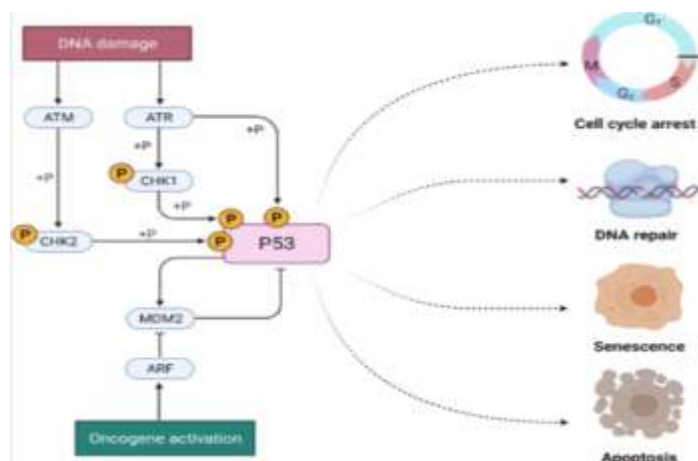 DNA damage
G₁
M
S
G₂
Cell cycle arrest
ATM
ATR
+P
+P
+P
P
CHK1
+P
P
P
P
P
CHK2
+P
P53
DNA repair
MDM2
Senescence
ARF
Oncogene activation
Apoptosis